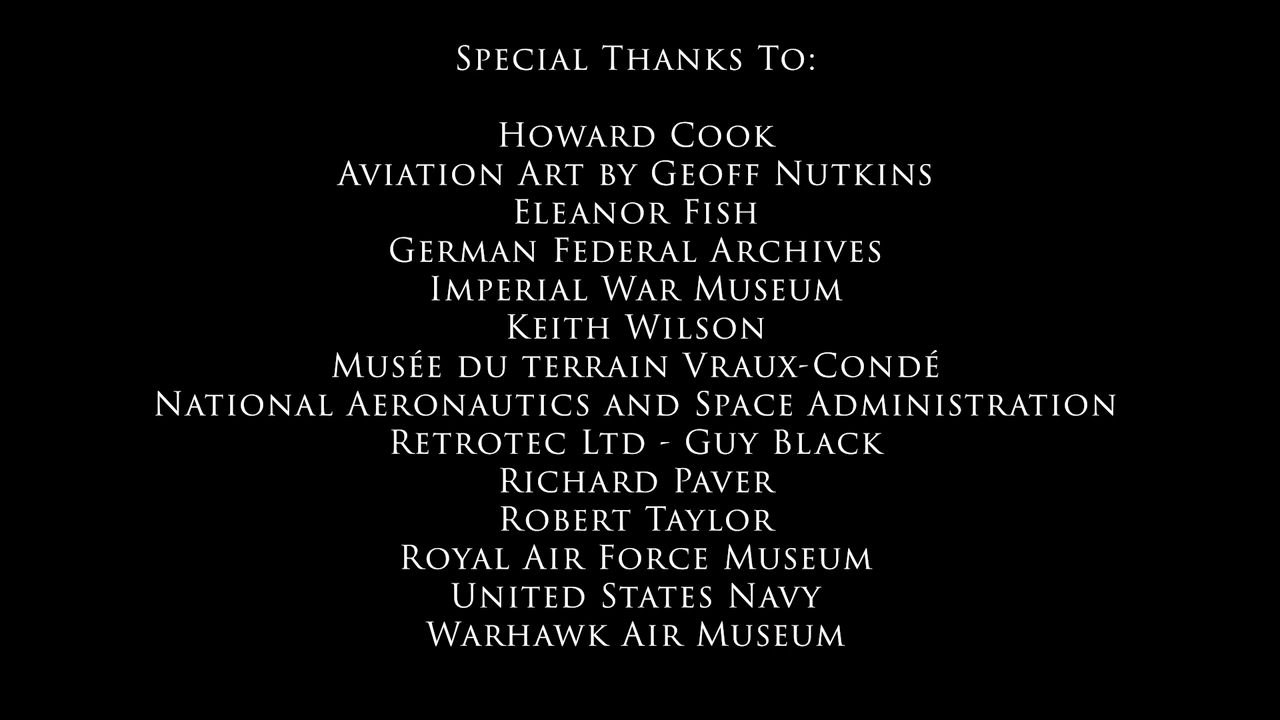 Special Thanks To:
Howard Cook
Aviation Art by Geoff Nutkins
Eleanor Fish
German Federal Archives
Imperial War Museum
Keith Wilson
Musée du terrain Vraux-Condé
National Aeronautics and Space Administration
Retrotec Ltd - Guy Black
Richard Paver
Robert Taylor
Royal Air Force Museum
United States Navy
Warhawk Air Museum